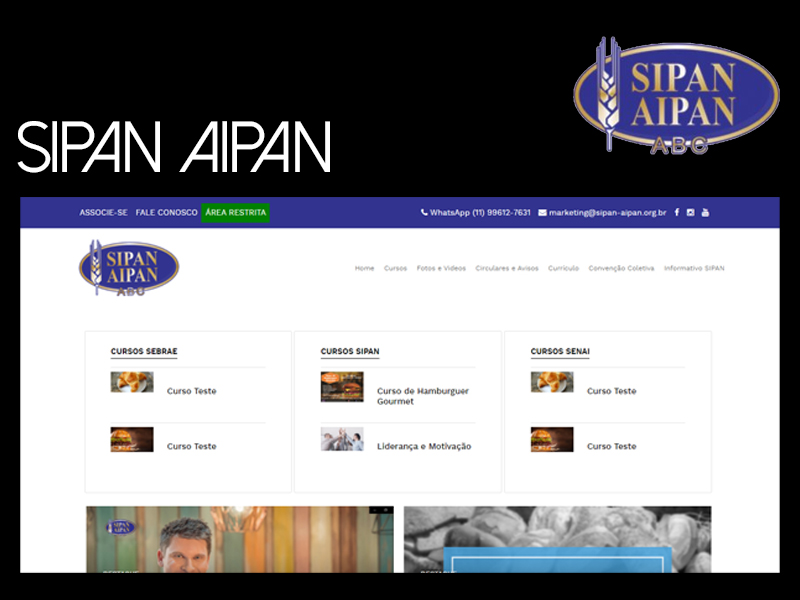 SIPAN
AIPAN
ABC
SIPAN AIPAN
ASSOCIE-SE FALE CONOSCO ÁREA RESTRITA WhatsApp (11) 99612-7631 marketing@sipan-aipan.org.br
SIPAN
AIPAN
ABC
Home Cursos Fotos e Vídeos Circulares e Avisos Currículo Convenção Coletiva Informativo SIPAN
CURSOS SEBRAE
Curso Teste
Curso Teste
CURSOS SIPAN
Curso de Hamburguer
Gourmet
Liderança e Motivação
CURSOS SENAI
Curso Teste
Curso Teste
SIPAN
AIPAN